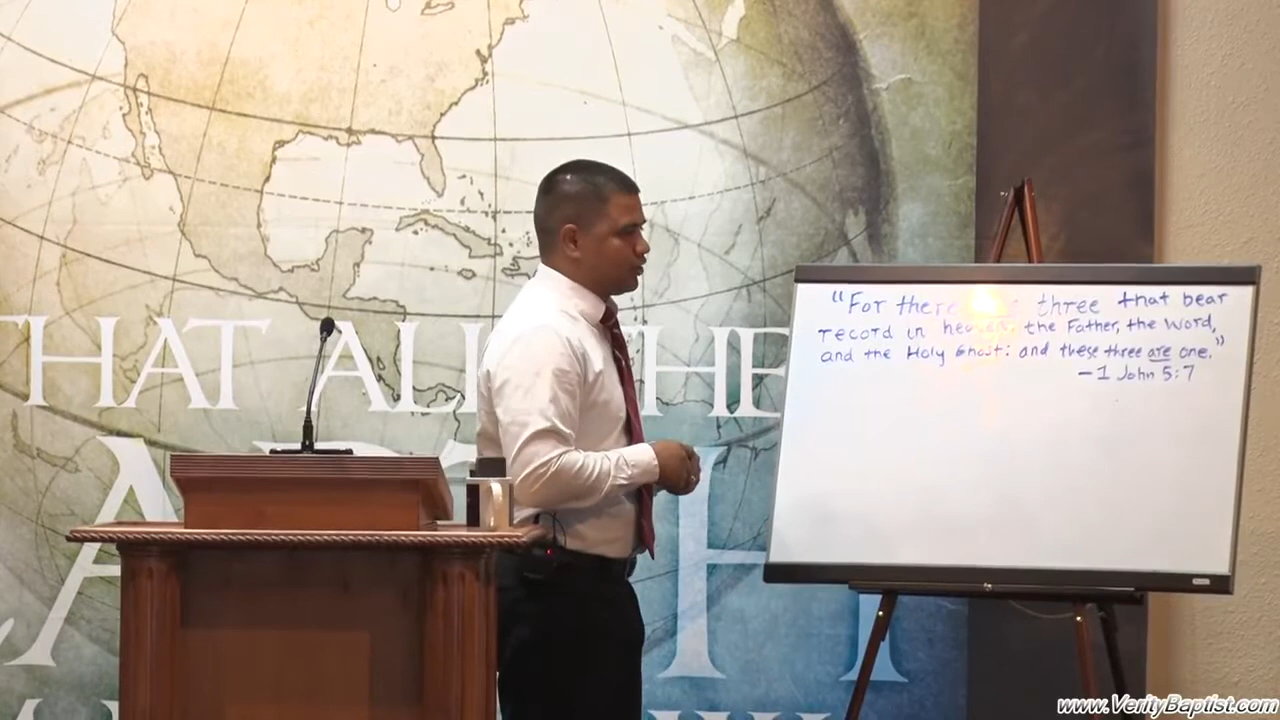 THAT ALL THE
"For there three that bear
record in heaven, the Father, the Word,
and the Holy Ghost: and these three are one."
-1 John 5:7
www.VerityBaptist.com